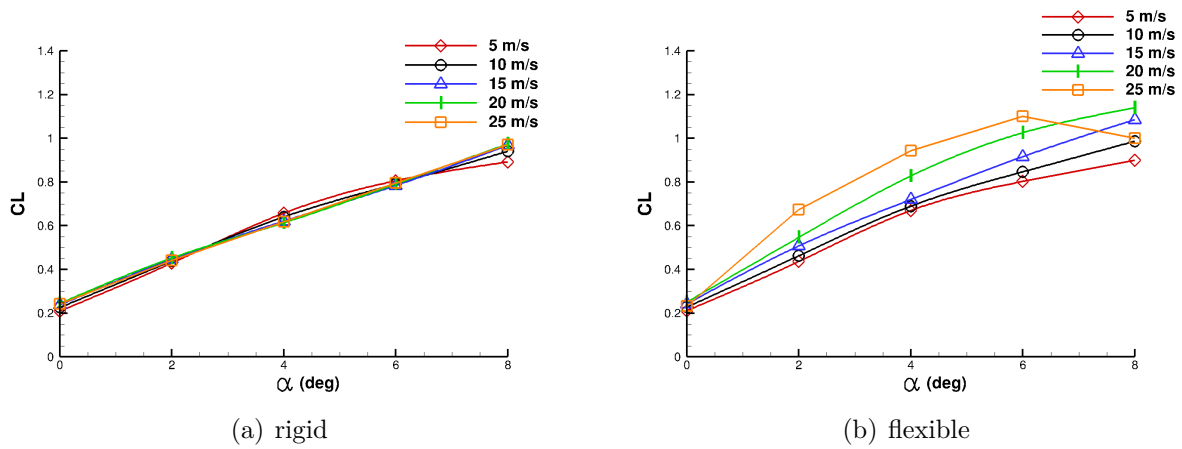 5 m/s
10 m/s
15 m/s
20 m/s
25 m/s
1.4
1.2
1
0.8
0.6
0.4
0.2
0
CL
0 2 4 6 8
α (deg)
(a) rigid
5 m/s
10 m/s
15 m/s
20 m/s
25 m/s
1.4
1.2
1
0.8
0.6
0.4
0.2
0
CL
0 2 4 6 8
α (deg)
(b) flexible